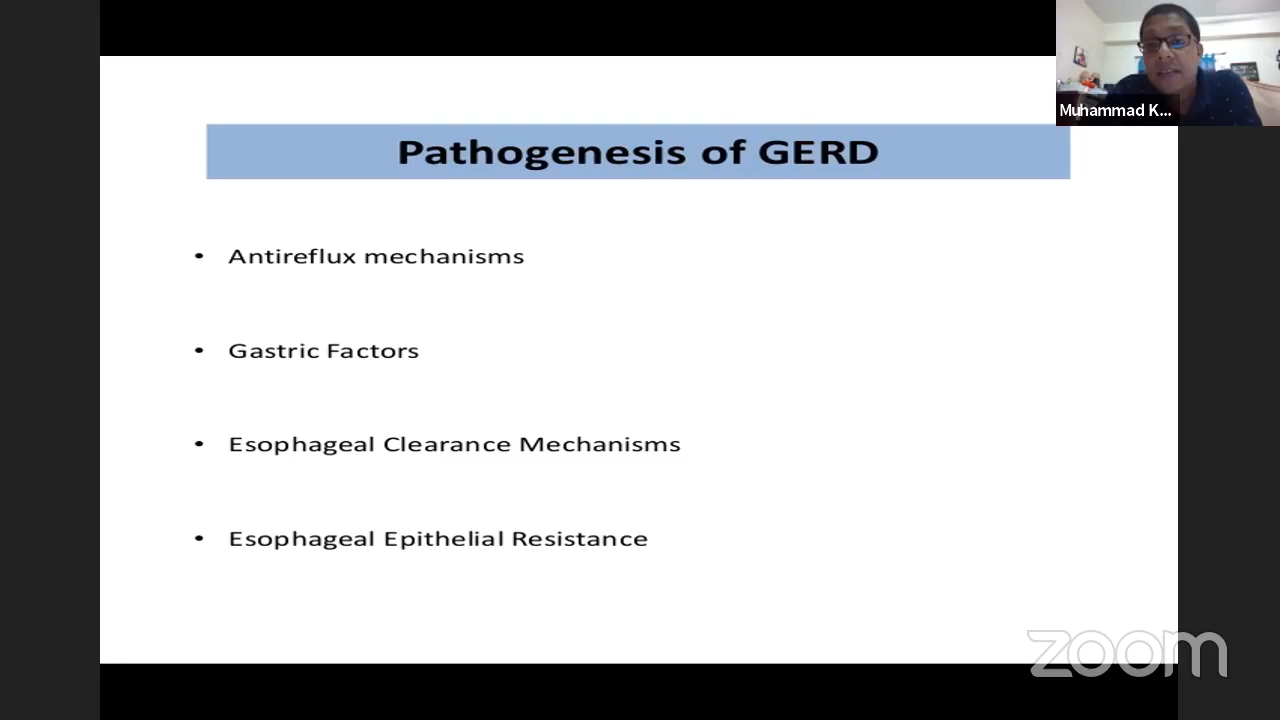 Pathogenesis of GERD
• Antireflux mechanisms
• Gastric Factors
• Esophageal Clearance Mechanisms
• Esophageal Epithelial Resistance
Muhammad K...
zoom